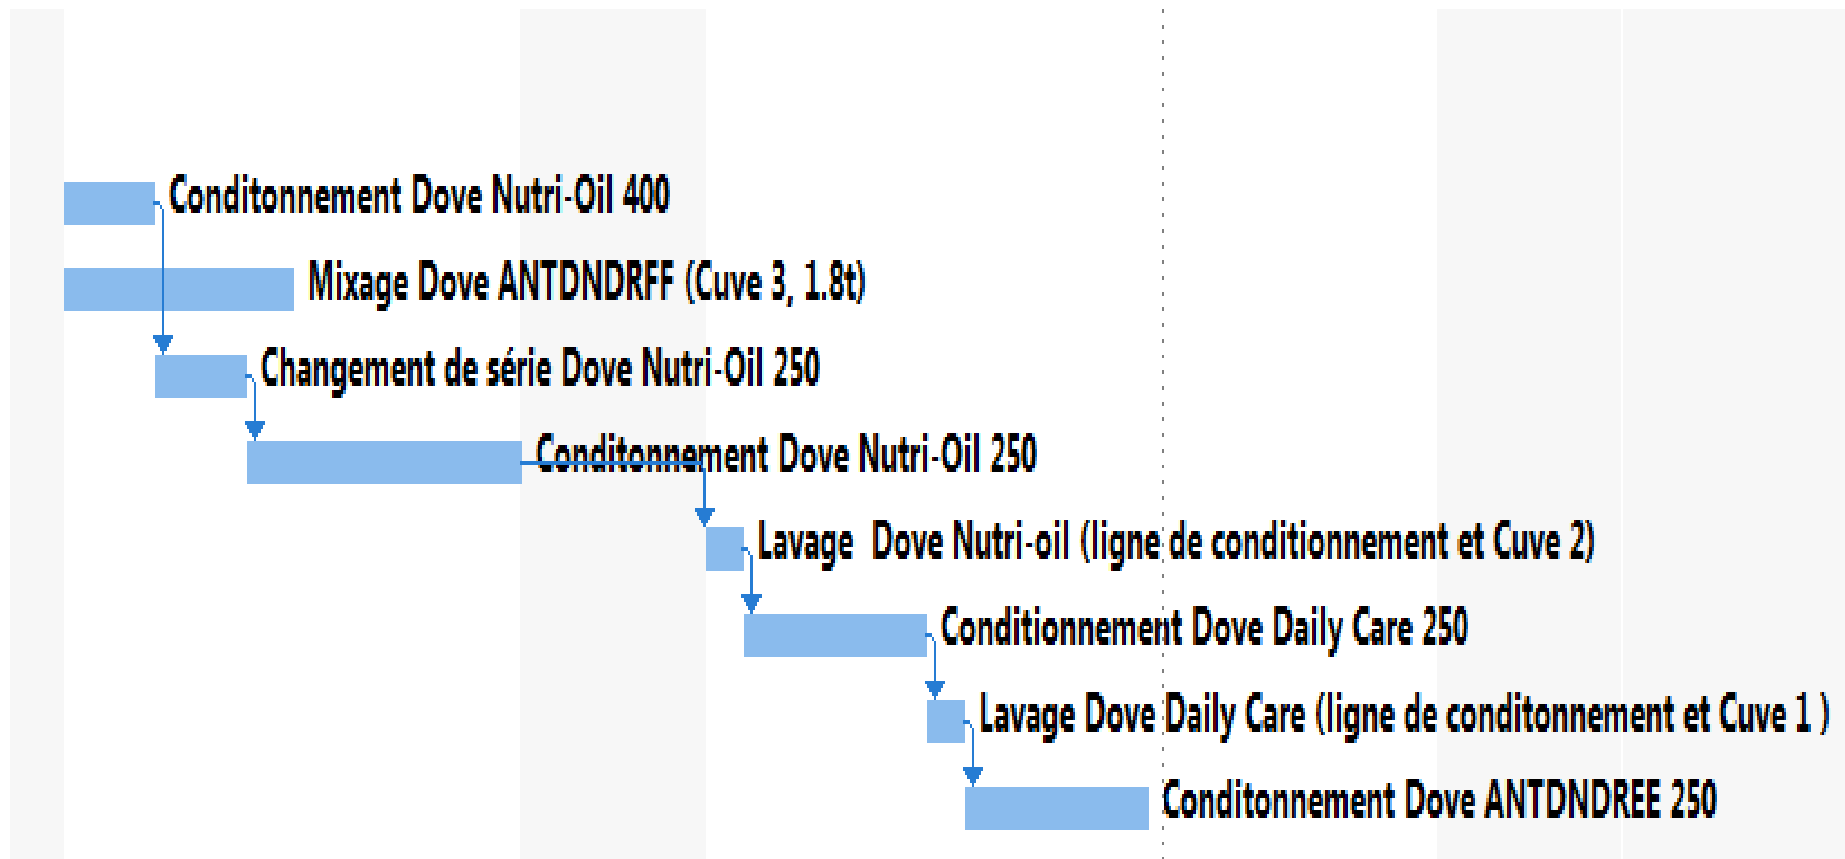 Conditonnement Dove Nutri-Oil 400
Mixage Dove ANTDNDRFF (Cuve 3, 1.8t)
Changement de série Dove Nutri-Oil 250
Conditonnement Dove Nutri-Oil 250
Lavage  Dove Nutri-oil (ligne de conditionnement et Cuve 2)
Conditionnement Dove Daily Care 250
Lavage Dove Daily Care (ligne de conditonnement et Cuve 1 )
Conditonnement Dove ANTDNDREE 250